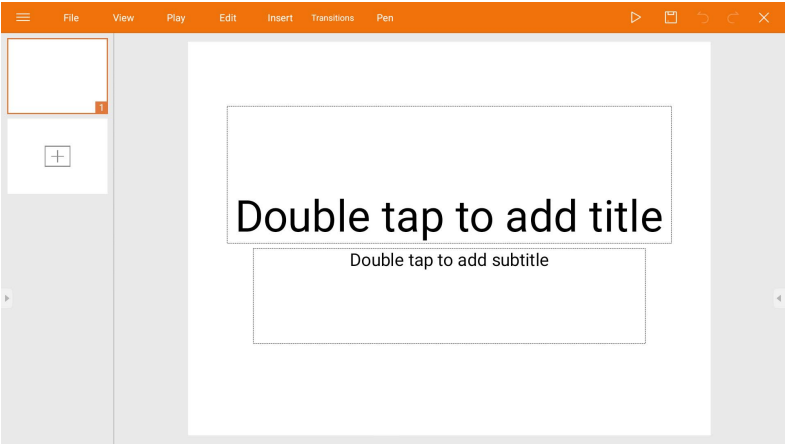 File View Play Edit Insert Transitions Pen
1
Double tap to add title
Double tap to add subtitle